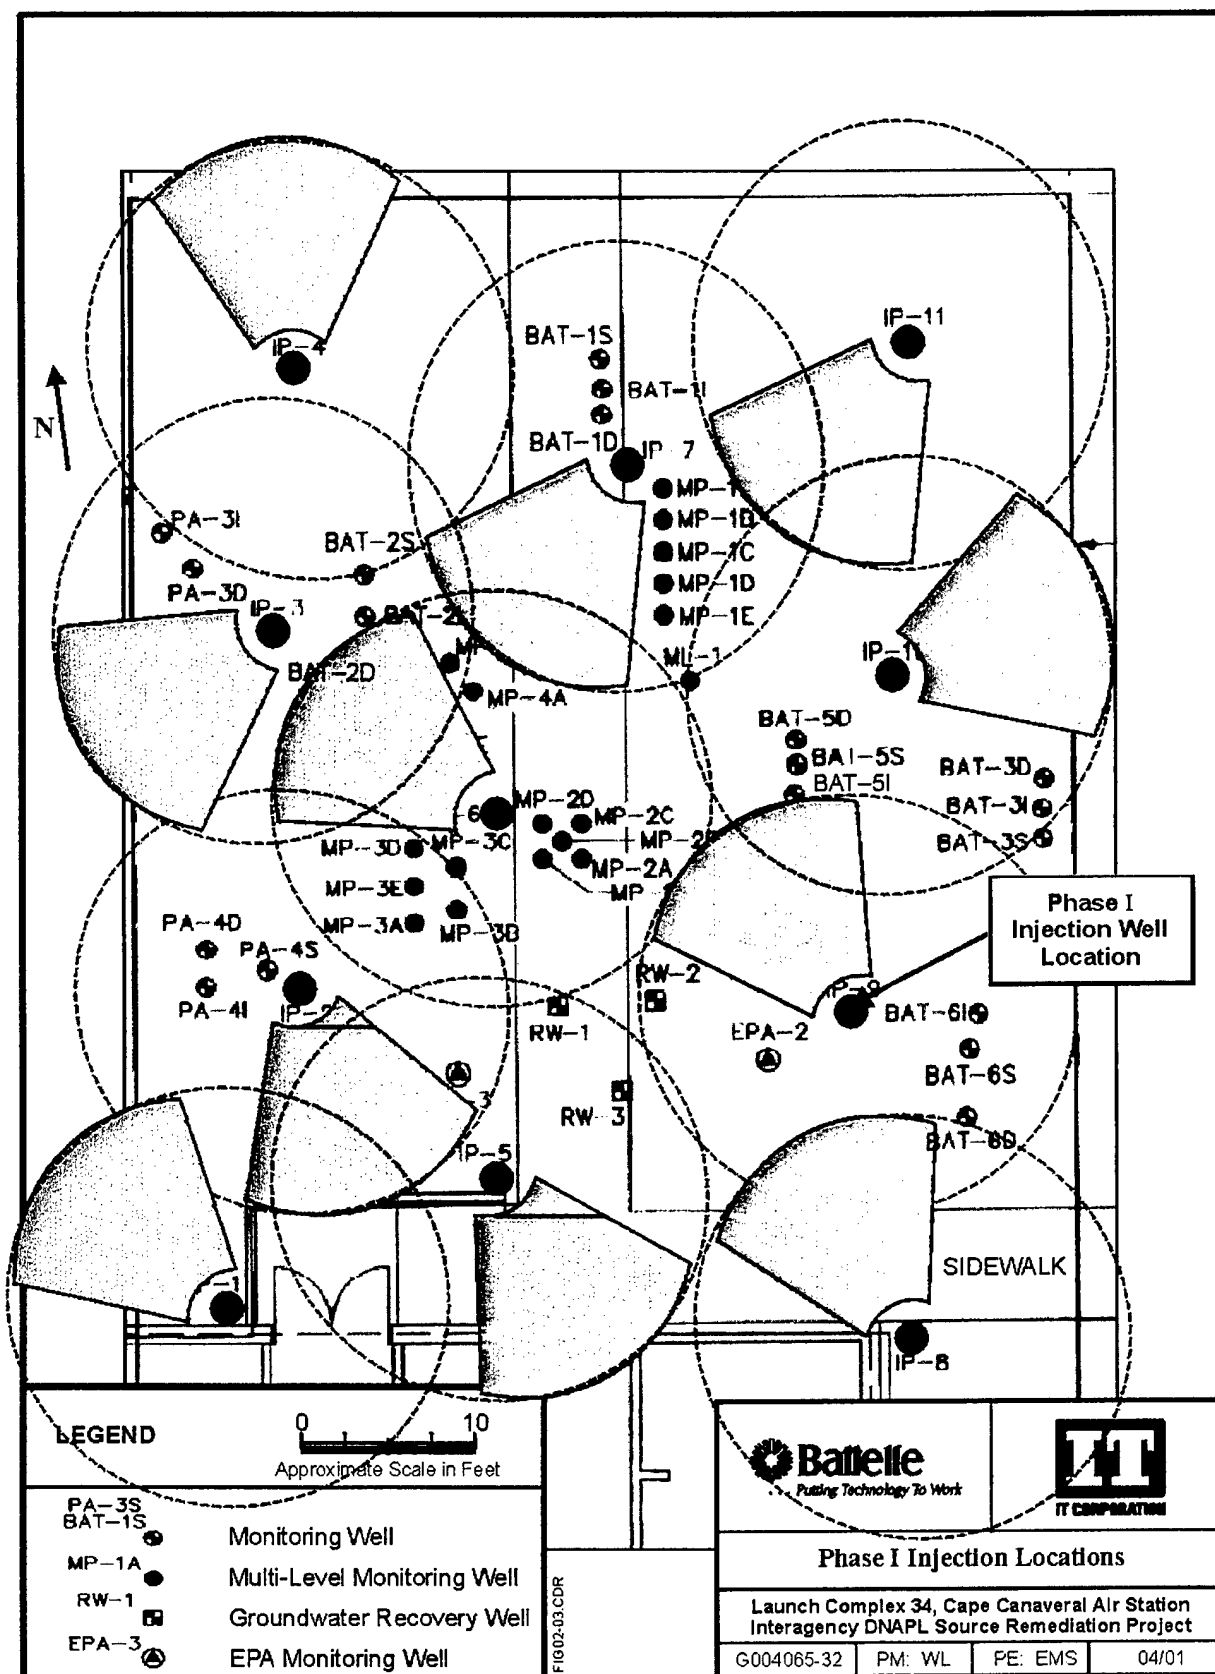 IP-4
IP-11
BAT-1S
BAT-1I
BAT-1D
IP-7
N
MP-1
MP-1B
MP-1C
MP-1D
MP-1E
PA-3I
BAT-2S
PA-3D
IP-3
BAT-2
BAT-2D
ML-1
MP-4A
BAT-5D
BAT-5S
BAT-5I
BAT-3D
BAT-3I
BAT-3S
6
MP-2D
MP-2C
MP-2A
MP
MP-3D
MP-3C
MP-3E
MP-3A
MP-3B
Phase I
Injection Well
Location
PA-4D
PA-4S
PA-4I
RW-2
IP-9
RW-1
EPA-2
BAT-6I
BAT-6S
BAT-6D
3
RW-3
IP-5
SIDEWALK
IP-8
LEGEND
0 10
Approximate Scale in Feet
PA-3S
BAT-1S
Monitoring Well
MP-1A
Multi-Level Monitoring Well
RW-1
Groundwater Recovery Well
EPA-3
EPA Monitoring Well
FIG02-03.CDR
Battelle
... Putting Technology To Work
IT
IT CORPORATION
Phase I Injection Locations
Launch Complex 34, Cape Canaveral Air Station
Interagency DNAPL Source Remediation Project
G004065-32 PM: WL PE: EMS 04/01